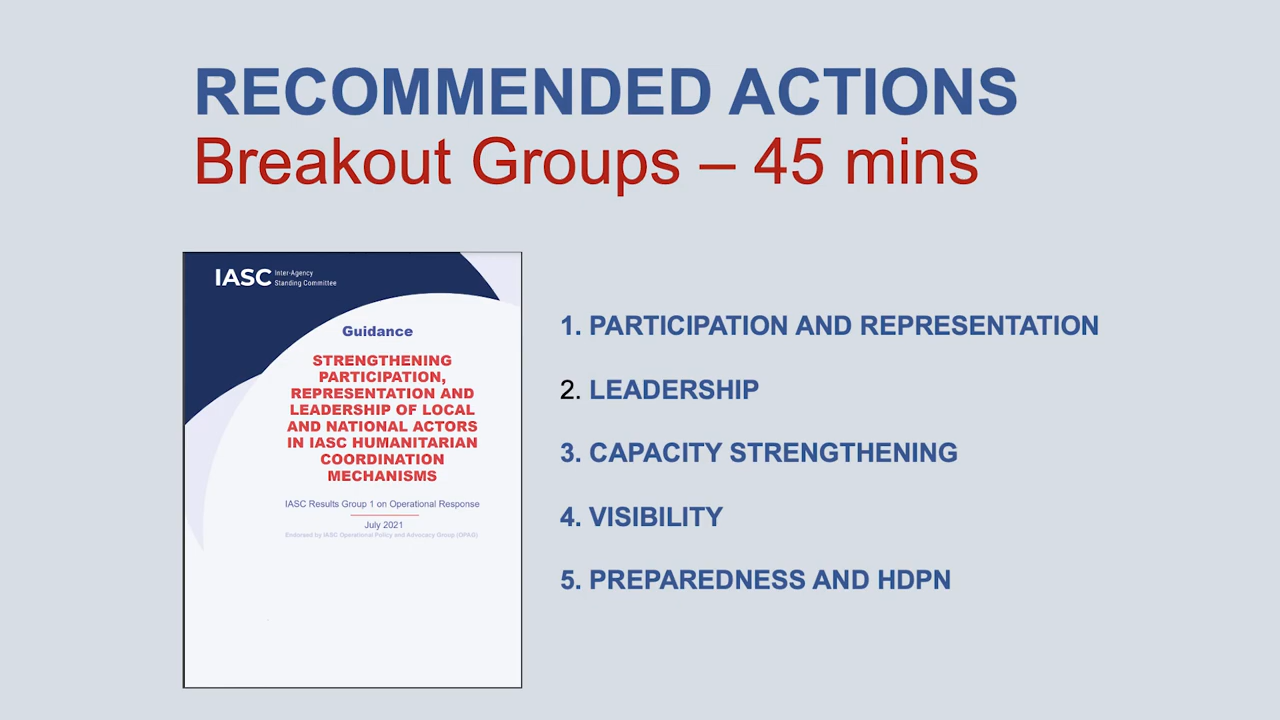 RECOMMENDED ACTIONS
Breakout Groups – 45 mins
IASC Inter-Agency
Standing Committee
Guidance
STRENGTHENING
PARTICIPATION,
REPRESENTATION AND
LEADERSHIP OF LOCAL
AND NATIONAL ACTORS
IN IASC HUMANITARIAN
COORDINATION
MECHANISMS
IASC Results Group 1 on Operational Response
July 2021
Endorsed by IASC Operational Policy and Advocacy Group (OPAG)
1. PARTICIPATION AND REPRESENTATION
2. LEADERSHIP
3. CAPACITY STRENGTHENING
4. VISIBILITY
5. PREPAREDNESS AND HDPN